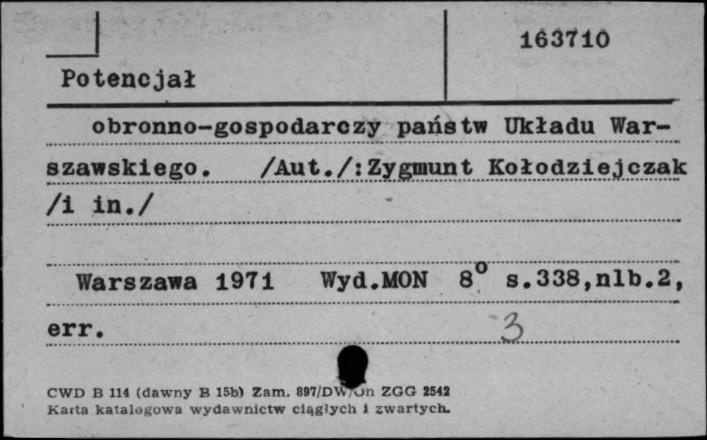 163710
Potencjał
obronno-gospodarczy państw Układu War-
szawskiego. /Aut./:Zygmunt Kołodziejczak
/i in./
Warszawa 1971 Wyd.MON 8° s.338,nlb.2,
err.
3
CWD B 114 (dawny B 15b) Zam. 897/DW/Jn ZGG 2542
Karta katalogowa wydawnictw ciągłych i zwartych.